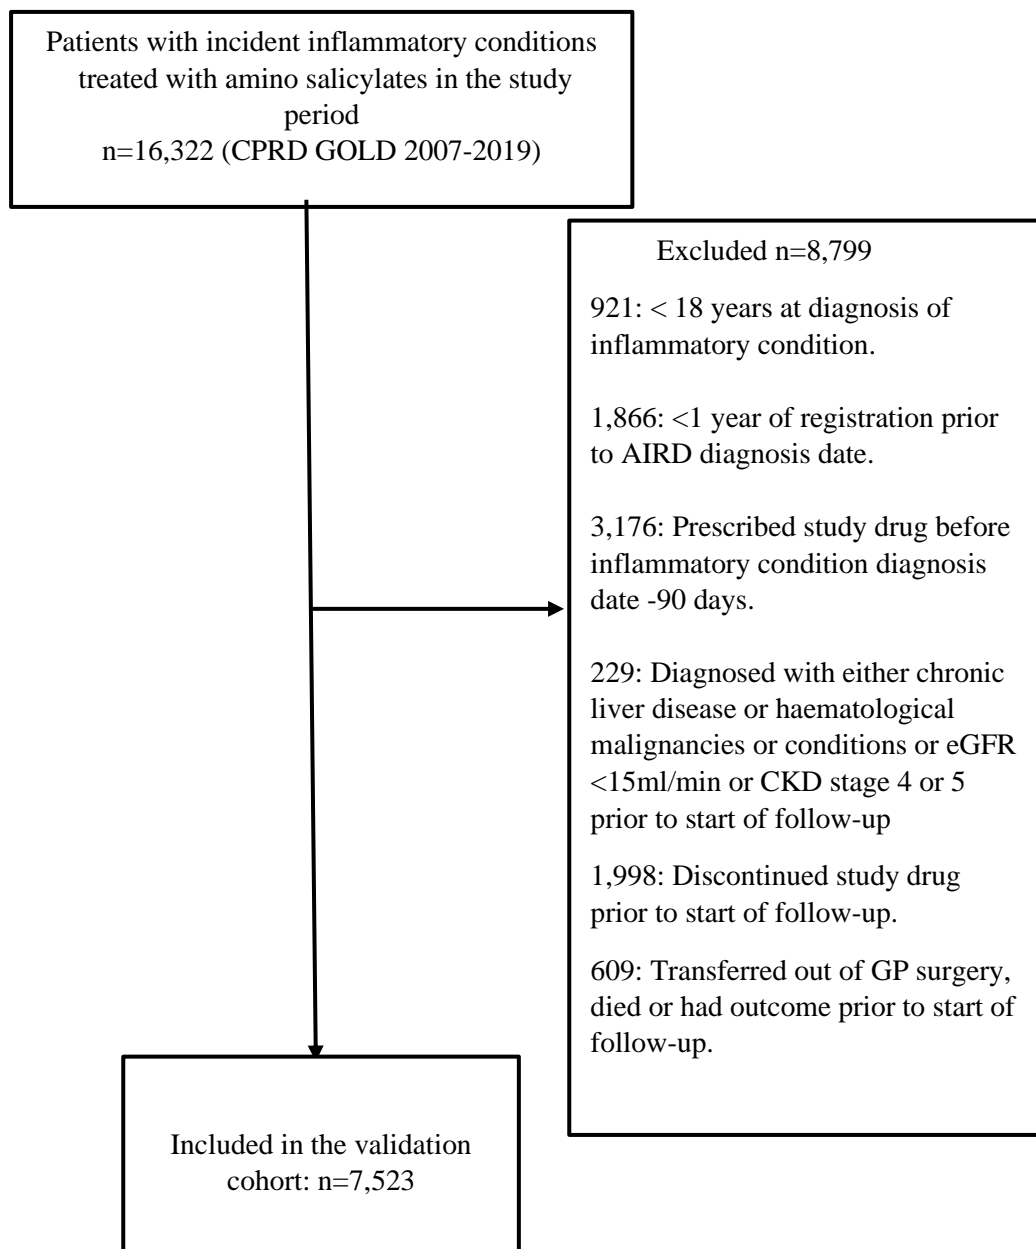 Patients with incident inflammatory conditions
treated with amino salicylates in the study
period
n=16,322 (CPRD GOLD 2007-2019)
Excluded n=8,799
921: < 18 years at diagnosis of
inflammatory condition.
1,866: <1 year of registration prior
to AIRD diagnosis date.
3,176: Prescribed study drug before
inflammatory condition diagnosis
date -90 days.
229: Diagnosed with either chronic
liver disease or haematological
malignancies or conditions or eGFR
<15ml/min or CKD stage 4 or 5
prior to start of follow-up
1,998: Discontinued study drug
prior to start of follow-up.
609: Transferred out of GP surgery,
died or had outcome prior to start of
follow-up.
Included in the validation
cohort: n=7,523